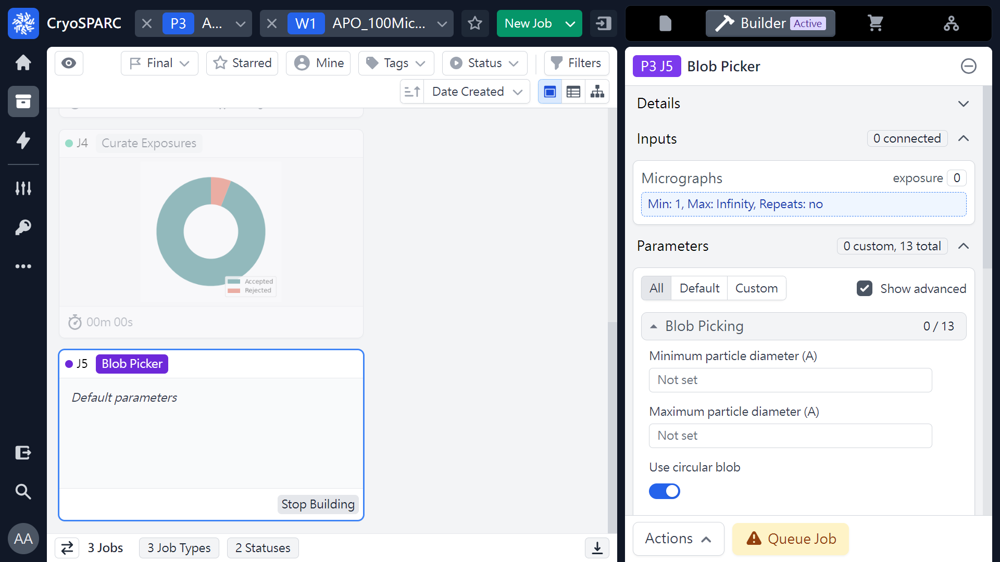 CryoSPARC
P3 A...
W1 APO_100Mic...
New Job
Builder Active
Final
Starred
Mine
Tags
Status
Filters
Date Created
J4 Curate Exposures
Accepted
Rejected
00m 00s
J5 Blob Picker
Default parameters
Stop Building
3 Jobs
3 Job Types
2 Statuses
AA
P3 J5 Blob Picker
Details
Inputs
0 connected
Micrographs
exposure 0
Min: 1, Max: Infinity, Repeats: no
Parameters
0 custom, 13 total
All
Default
Custom
Show advanced
Blob Picking
0 / 13
Minimum particle diameter (A)
Not set
Maximum particle diameter (A)
Not set
Use circular blob
Actions
Queue Job